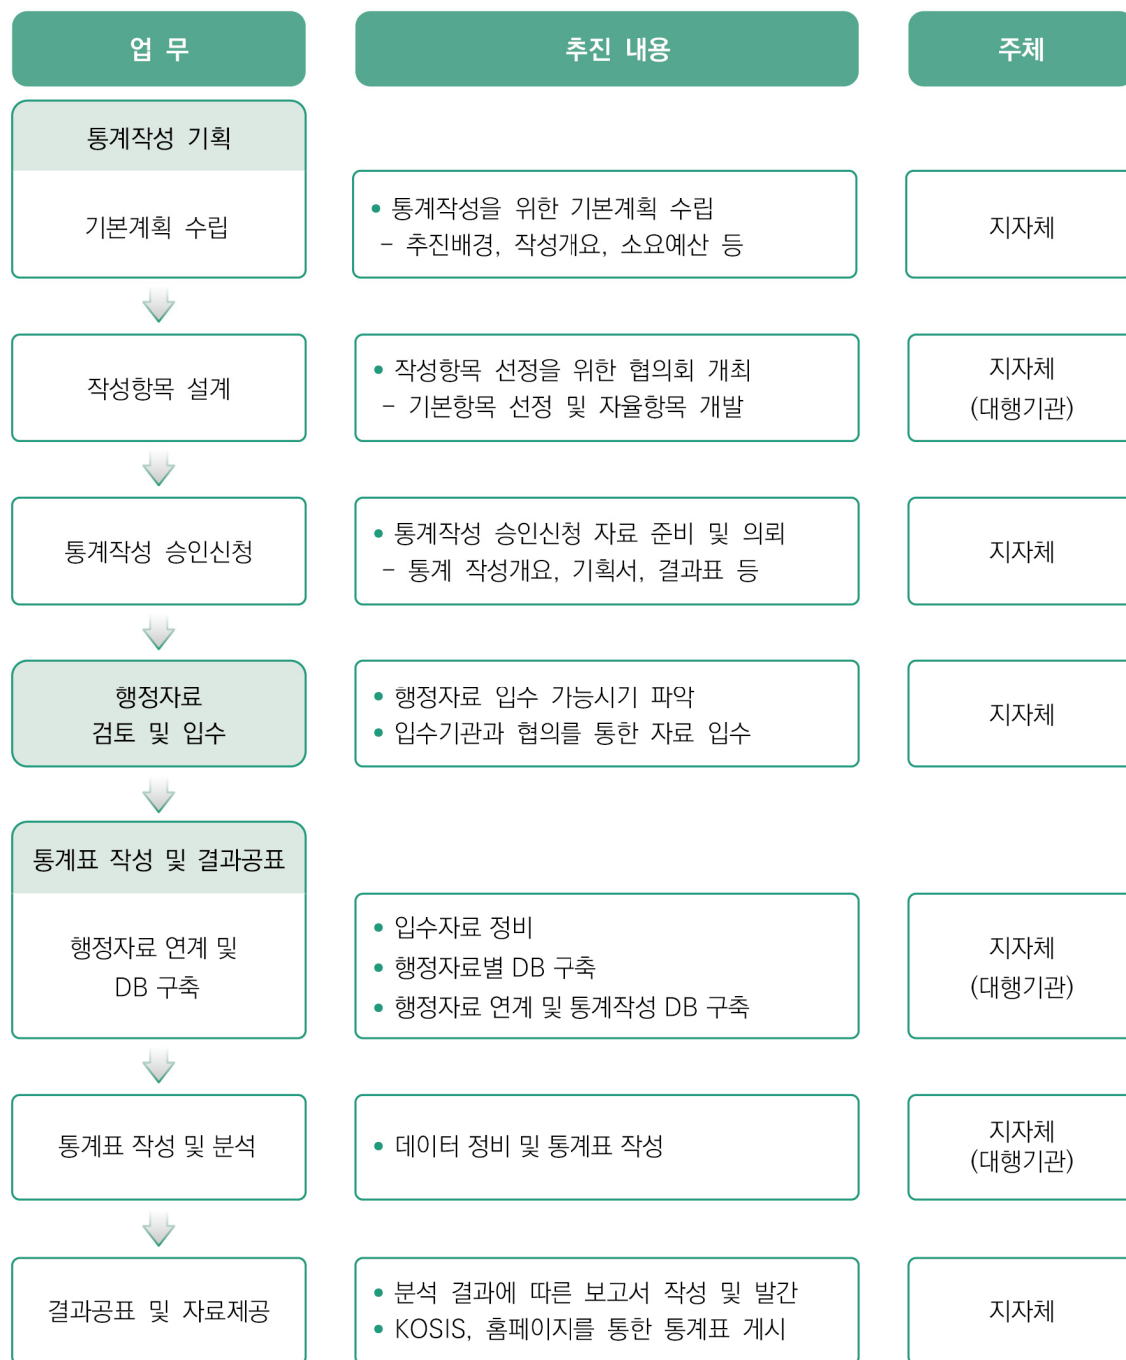 업 무
추진 내용
주체
통계작성 기획
기본계획 수립
• 통계작성을 위한 기본계획 수립
- 추진배경, 작성개요, 소요예산 등
지자체
작성항목 설계
• 작성항목 선정을 위한 협의회 개최
- 기본항목 선정 및 자율항목 개발
지자체
(대행기관)
통계작성 승인신청
• 통계작성 승인신청 자료 준비 및 의뢰
- 통계 작성개요, 기획서, 결과표 등
지자체
행정자료
검토 및 입수
• 행정자료 입수 가능시기 파악
• 입수기관과 협의를 통한 자료 입수
지자체
통계표 작성 및 결과공표
행정자료 연계 및
DB 구축
• 입수자료 정비
• 행정자료별 DB 구축
• 행정자료 연계 및 통계작성 DB 구축
지자체
(대행기관)
통계표 작성 및 분석
• 데이터 정비 및 통계표 작성
지자체
(대행기관)
결과공표 및 자료제공
• 분석 결과에 따른 보고서 작성 및 발간
• KOSIS, 홈페이지를 통한 통계표 게시
지자체